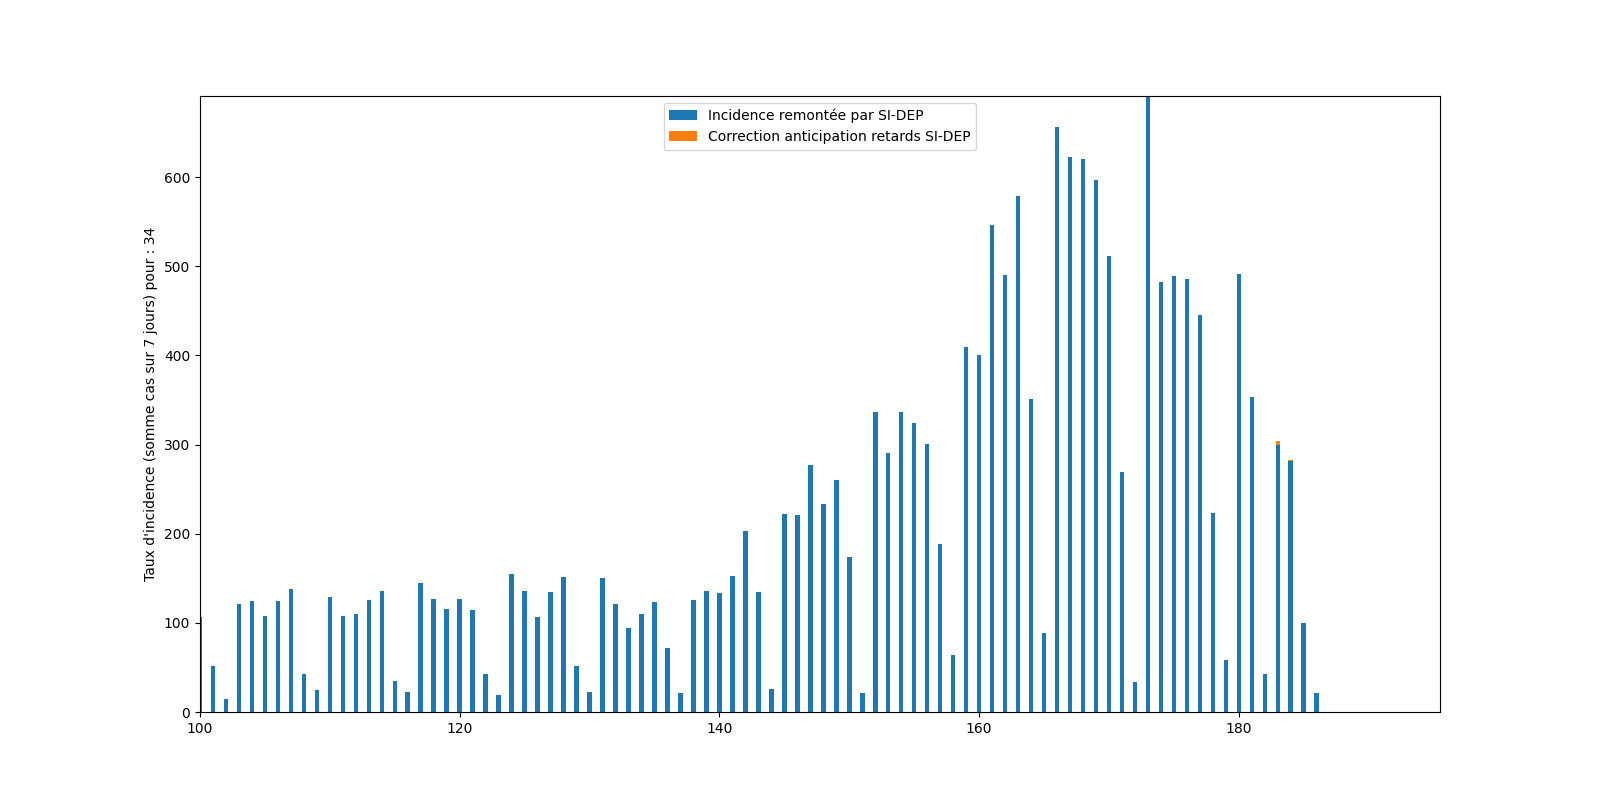 Incidence remontée par SI-DEP
Correction anticipation retards SI-DEP
Taux d'incidence (somme cas sur 7 jours) pour : 34
600
500
400
300
200
100
0
100 120 140 160 180